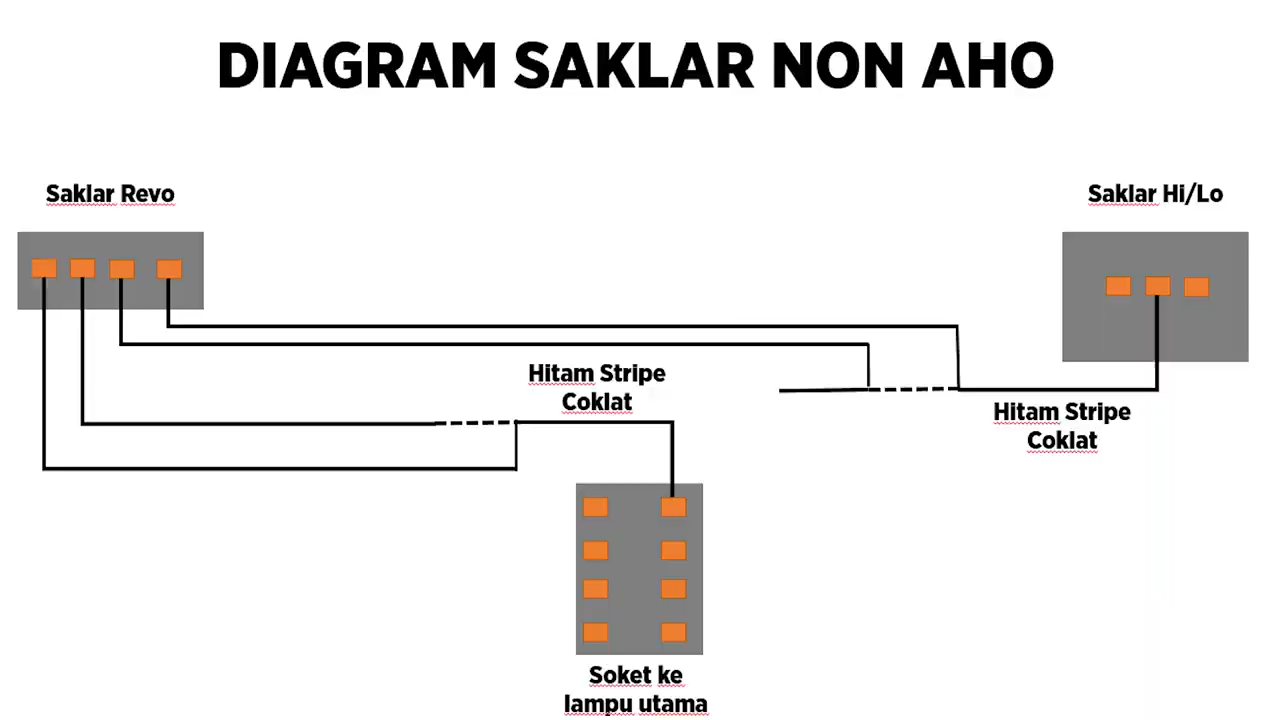 DIAGRAM SAKLAR NON AHO
Saklar Revo
Saklar Hi/Lo
Hitam Stripe
Coklat
Hitam Stripe
Coklat
Soket ke
lampu utama